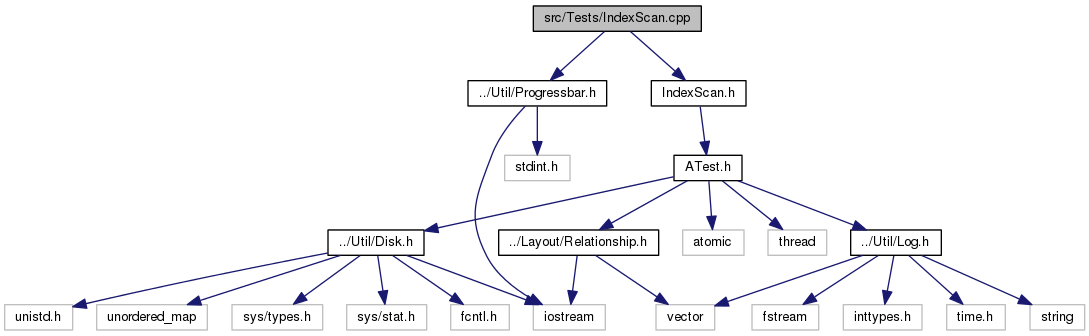 src/Tests/IndexScan.cpp
../Util/Progressbar.h
IndexScan.h
stdint.h
ATest.h
../Util/Disk.h
../Layout/Relationship.h
atomic
thread
../Util/Log.h
unistd.h
unordered_map
sys/types.h
sys/stat.h
fcntl.h
iostream
vector
fstream
inttypes.h
time.h
string